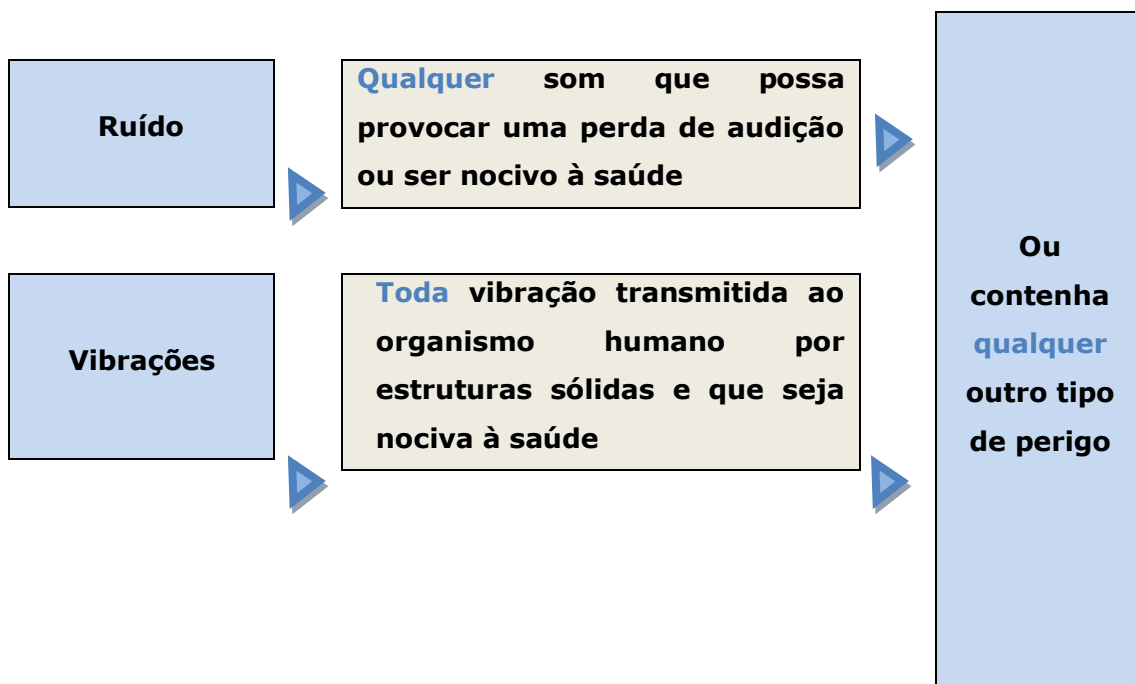 Ruído
Qualquer som que possa
provocar uma perda de audição
ou ser nocivo à saúde
Vibrações
Toda vibração transmitida ao
organismo humano por
estruturas sólidas e que seja
nociva à saúde
Ou
contenha
qualquer
outro tipo
de perigo